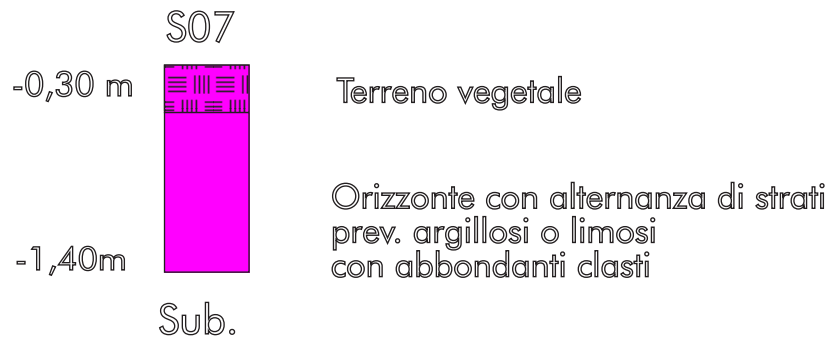 S07
-0,30 m
Terreno vegetale
Orizzonte con alternanza di strati
prev. argillosi o limosi
con abbondanti clasti
-1,40m
Sub.